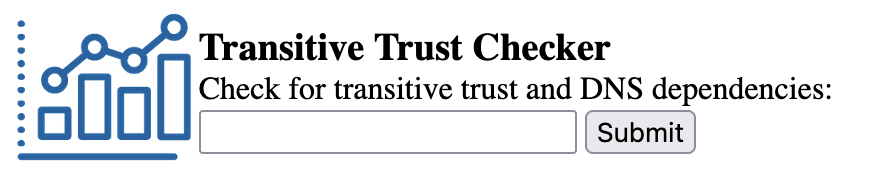 Transitive Trust Checker
Check for transitive trust and DNS dependencies:
Submit